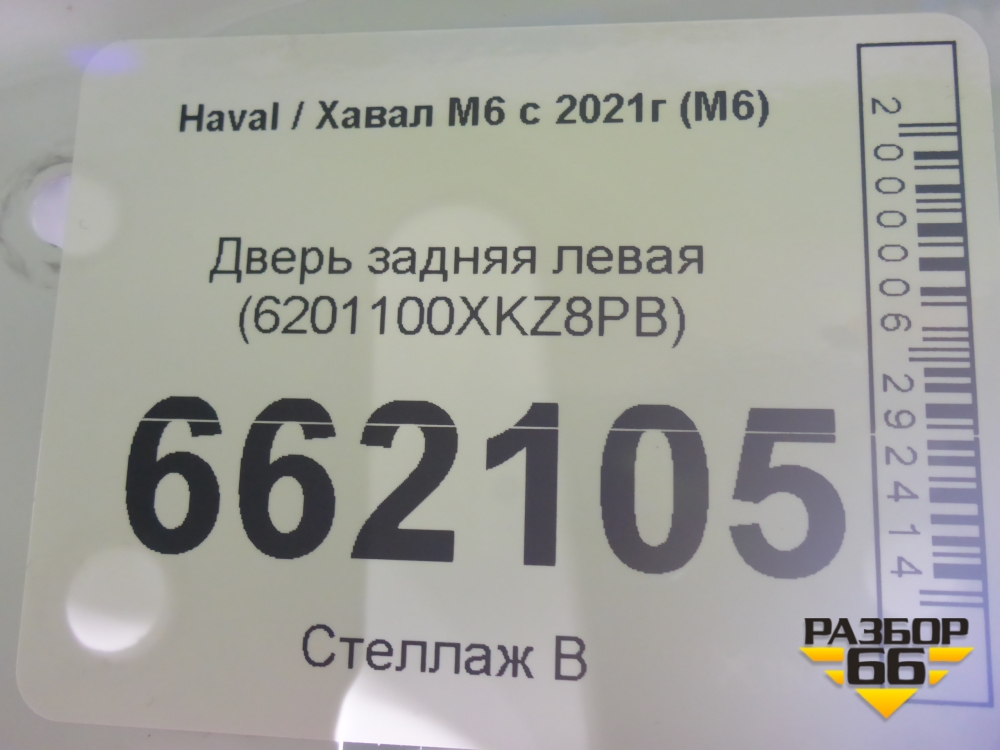 Haval / Хавал М6 с 2021г (М6)
Дверь задняя левая
(6201100XKZ8PB)
662105
Стеллаж В
2000006292414
РАЗБОР
66